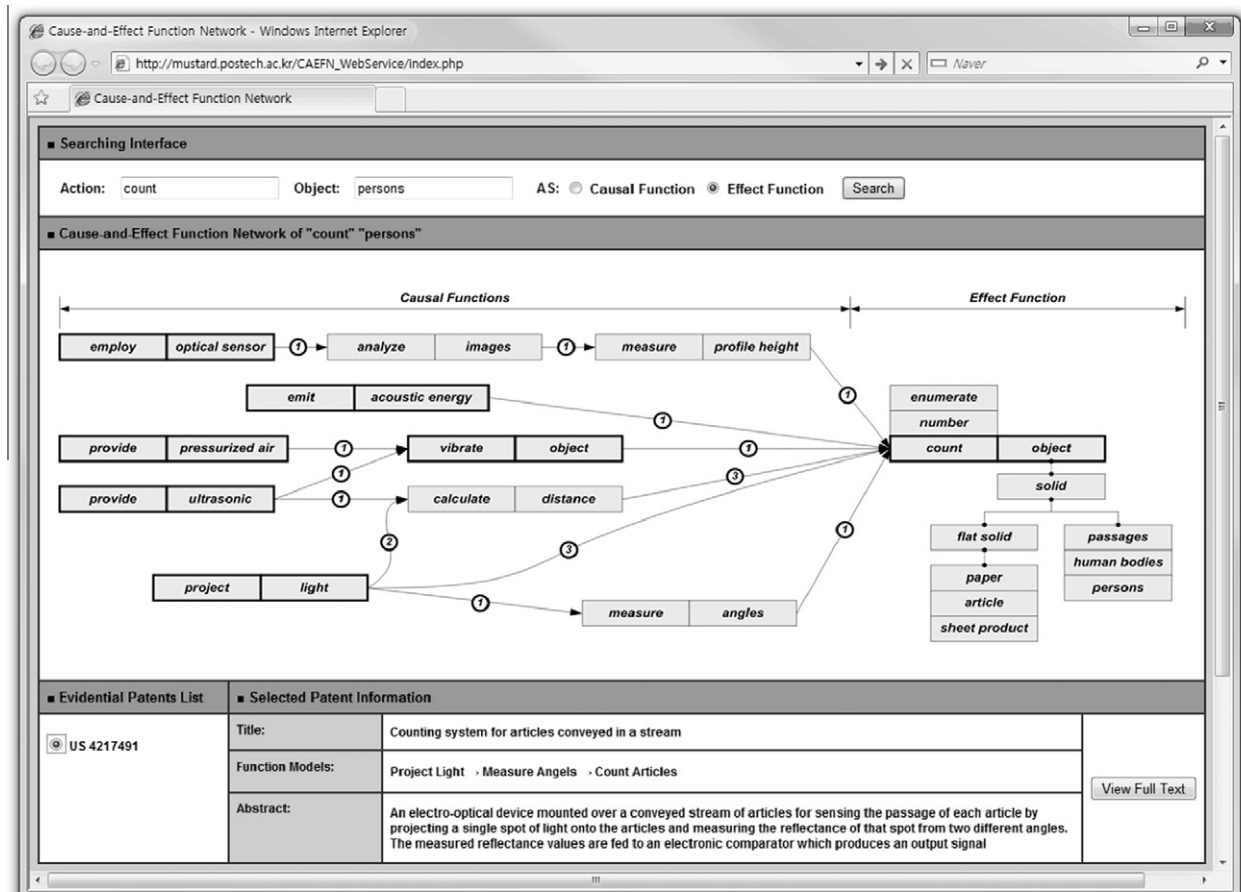 Cause-and-Effect Function Network - Windows Internet Explorer
http://mustard.postech.ac.kr/CAEFN_WebService/index.php
Naver
Cause-and-Effect Function Network
■ Searching Interface
Action: count Object: persons AS: Causal Function Effect Function Search
■ Cause-and-Effect Function Network of "count" "persons"
Causal Functions Effect Function
employ optical sensor 1 analyze images 1 measure profile height
1
emit acoustic energy
1
enumerate
number
provide pressurized air 1 vibrate object 1 count object
1
3
provide ultrasonic 1 calculate distance
solid
2
3
1
flat solid passages
paper human bodies
article persons
sheet product
project light
1
measure angles
■ Evidential Patents List ■ Selected Patent Information
US 4217491
Title: Counting system for articles conveyed in a stream
Function Models: Project Light › Measure Angels › Count Articles
View Full Text
Abstract: An electro-optical device mounted over a conveyed stream of articles for sensing the passage of each article by
projecting a single spot of light onto the articles and measuring the reflectance of that spot from two different angles.
The measured reflectance values are fed to an electronic comparator which produces an output signal